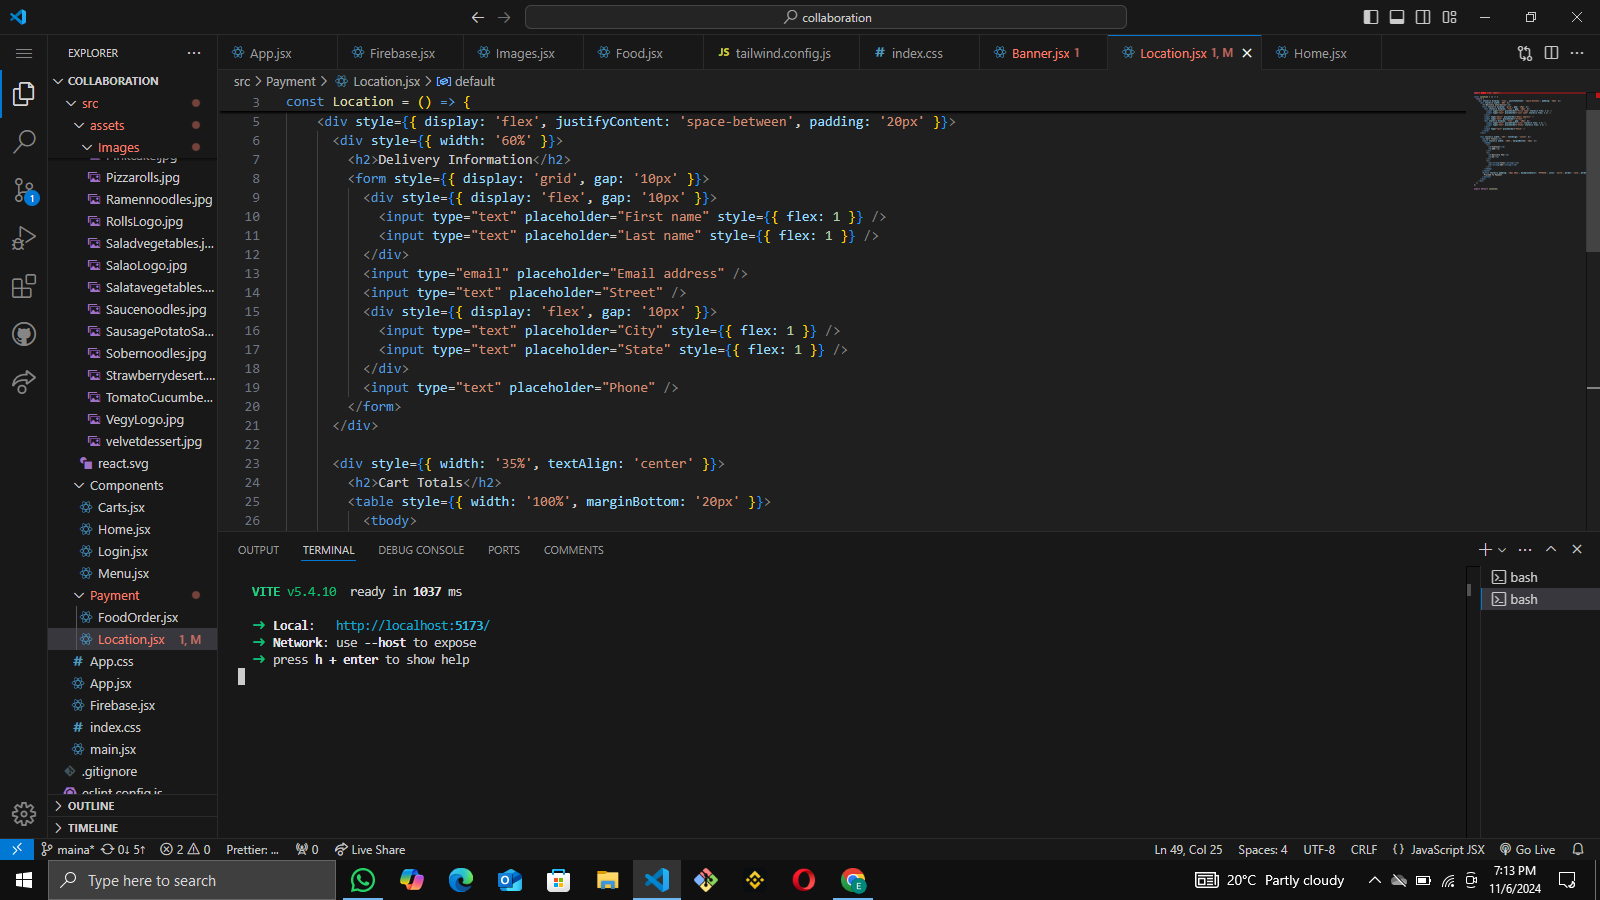 collaboration
EXPLORER
COLLABORATION
src
assets
Images
Pizzarolls.jpg
Ramennoodles.jpg
RollsLogo.jpg
Saladvegetables.j...
SalaoLogo.jpg
Salatavegetables....
Saucenoodles.jpg
SausagePotatoSa...
Sobernoodles.jpg
Strawberrydesert....
TomatoCucumbe...
VegyLogo.jpg
velvetdessert.jpg
react.svg
Components
Carts.jsx
Home.jsx
Login.jsx
Menu.jsx
Payment
FoodOrder.jsx
Location.jsx 1, M
App.css
App.jsx
Firebase.jsx
index.css
main.jsx
.gitignore
eslint.config.js
OUTLINE
TIMELINE
1
App.jsx
Firebase.jsx
Images.jsx
Food.jsx
JS tailwind.config.js
# index.css
Banner.jsx 1
Location.jsx 1, M
Home.jsx
src > Payment > Location.jsx > default
3 const Location = () => {
5 <div style={{ display: 'flex', justifyContent: 'space-between', padding: '20px' }}>
6 <div style={{ width: '60%' }}>
7 <h2>Delivery Information</h2>
8 <form style={{ display: 'grid', gap: '10px' }}>
9 <div style={{ display: 'flex', gap: '10px' }}>
10 <input type="text" placeholder="First name" style={{ flex: 1 }} />
11 <input type="text" placeholder="Last name" style={{ flex: 1 }} />
12 </div>
13 <input type="email" placeholder="Email address" />
14 <input type="text" placeholder="Street" />
15 <div style={{ display: 'flex', gap: '10px' }}>
16 <input type="text" placeholder="City" style={{ flex: 1 }} />
17 <input type="text" placeholder="State" style={{ flex: 1 }} />
18 </div>
19 <input type="text" placeholder="Phone" />
20 </form>
21 </div>
22
23 <div style={{ width: '35%', textAlign: 'center' }}>
24 <h2>Cart Totals</h2>
25 <table style={{ width: '100%', marginBottom: '20px' }}>
26 <tbody>
OUTPUT TERMINAL DEBUG CONSOLE PORTS COMMENTS
VITE v5.4.10 ready in 1037 ms
➜ Local: http://localhost:5173/
➜ Network: use --host to expose
➜ press h + enter to show help
bash
bash
maina* 0↓ 5↑ 2 0 Prettier: ... 0 Live Share
Ln 49, Col 25 Spaces: 4 UTF-8 CRLF {} JavaScript JSX Go Live
Type here to search
20°C Partly cloudy
7:13 PM
11/6/2024